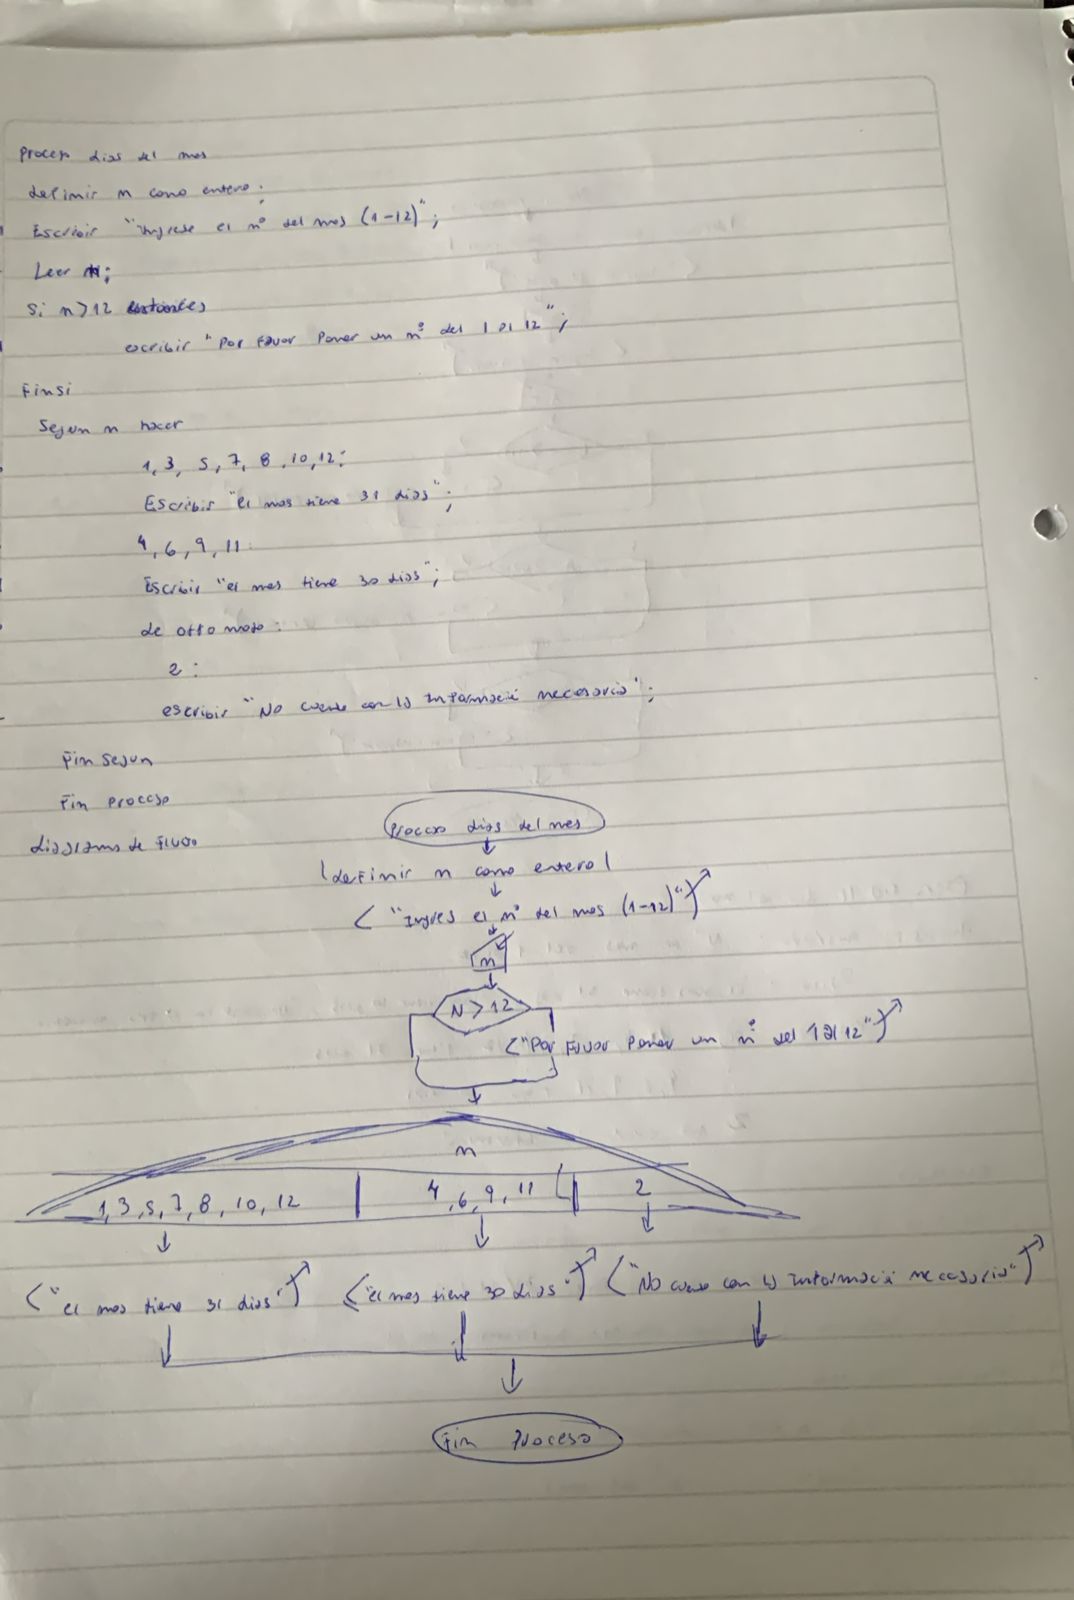 Proceso dias del mes
definir n como entero;
Escribir "Ingrese el n° del mes (1-12)";
Leer n;
Si n>12 entonces
escribir "Por favor poner un n° del 1 al 12";
Finsi
Segun n hacer
1, 3, 5, 7, 8, 10, 12:
Escribir "el mes tiene 31 dias";
4, 6, 9, 11:
Escribir "el mes tiene 30 dias";
de otro modo:
2:
escribir "No cuento con la informació necesaria";
Fin segun
Fin proceso
diagrama de Flujo
Proceso dias del mes
definir n como entero
"Ingres el n° del mes (1-12)"
n
N>12
"Por Favor poner un n° del 1 al 12"
n
1, 3, 5, 7, 8, 10, 12 4, 6, 9, 11 2
"el mes tiene 31 dias" "el mes tiene 30 dias" "No cuento con la informació necesaria"
Fin Proceso